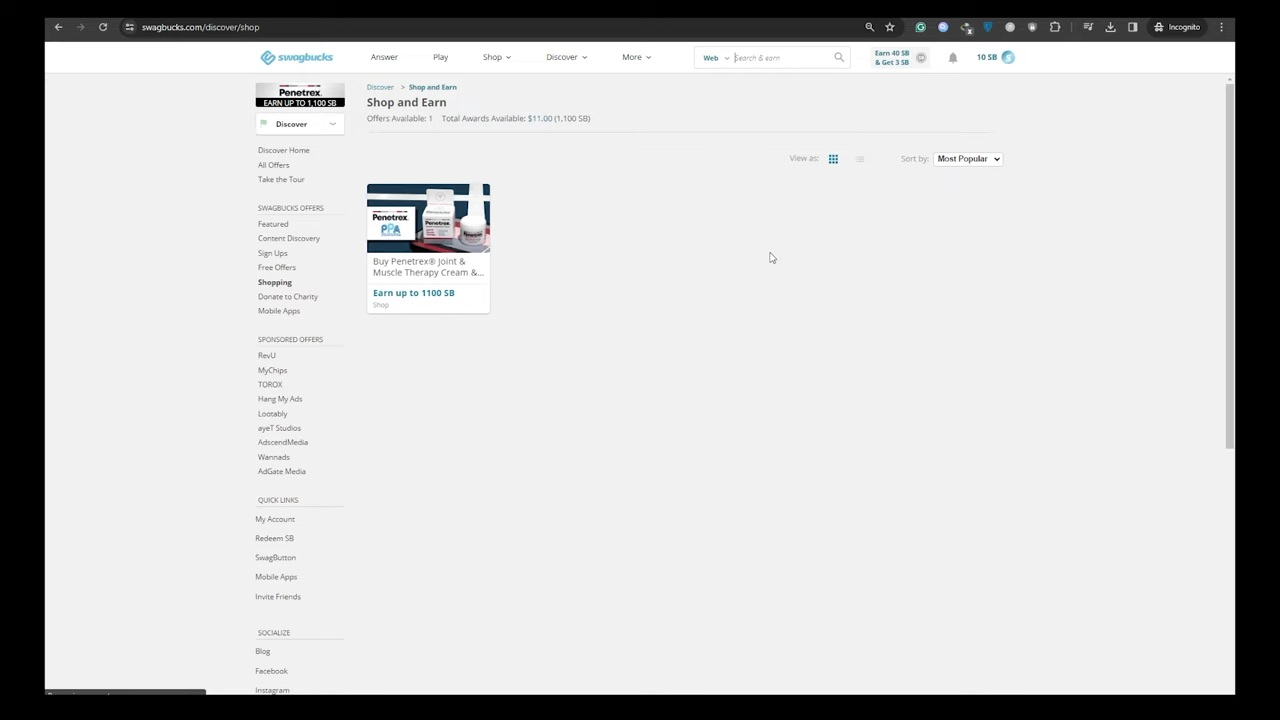 swagbucks.com/discover/shop
Incognito
swagbucks
Answer
Play
Shop
Discover
More
Web
Search & earn
Earn 40 SB
& Get 3 SB
10 SB
Penetrex.
EARN UP TO 1,100 SB
Discover
Discover Home
All Offers
Take the Tour
SWAGBUCKS OFFERS
Featured
Content Discovery
Sign Ups
Free Offers
Shopping
Donate to Charity
Mobile Apps
SPONSORED OFFERS
RevU
MyChips
TOROX
Hang My Ads
Lootably
ayeT Studios
AdscendMedia
Wannads
AdGate Media
QUICK LINKS
My Account
Redeem SB
SwagButton
Mobile Apps
Invite Friends
SOCIALIZE
Blog
Facebook
Instagram
Discover > Shop and Earn
Shop and Earn
Offers Available: 1 Total Awards Available: $11.00 (1,100 SB)
View as:
Sort by: Most Popular
Penetrex.
PPA
Penetrex
Buy Penetrex® Joint &
Muscle Therapy Cream &...
Earn up to 1100 SB
Shop